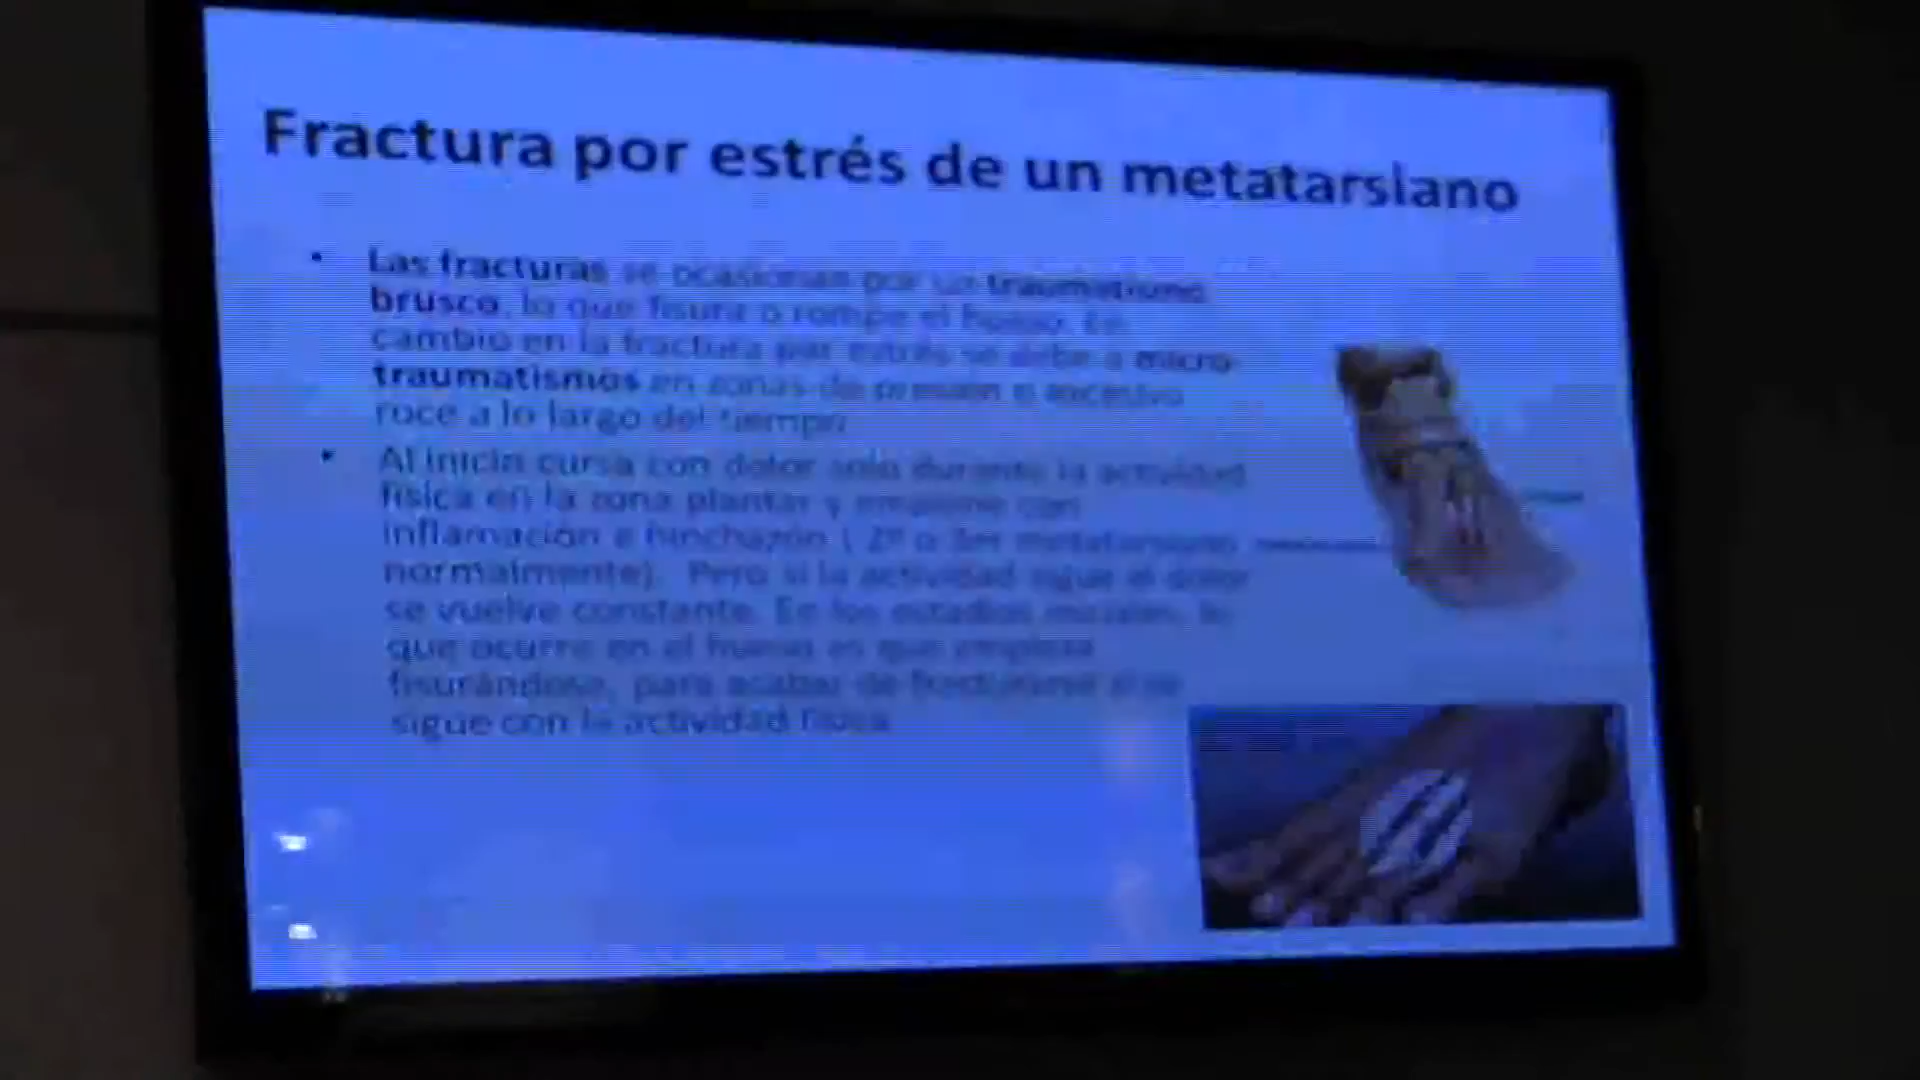 Fractura por estrés de un metatarsiano
• Las fracturas se ocasionan por un traumatismo
brusco, lo que fisura o rompe el hueso. En
cambio en la fractura por estrés se debe a micro-
traumatismos en zonas de presión o excesivo
roce a lo largo del tiempo
• Al inicio cursa con dolor solo durante la actividad
física en la zona plantar y empeine con
inflamación e hinchazón ( 2º o 3er metatarsiano
normalmente). Pero si la actividad sigue el dolor
se vuelve constante. En los estadios iniciales, lo
que ocurre en el hueso es que empieza
fisurándose, para acabar de fracturarse si se
sigue con la actividad física